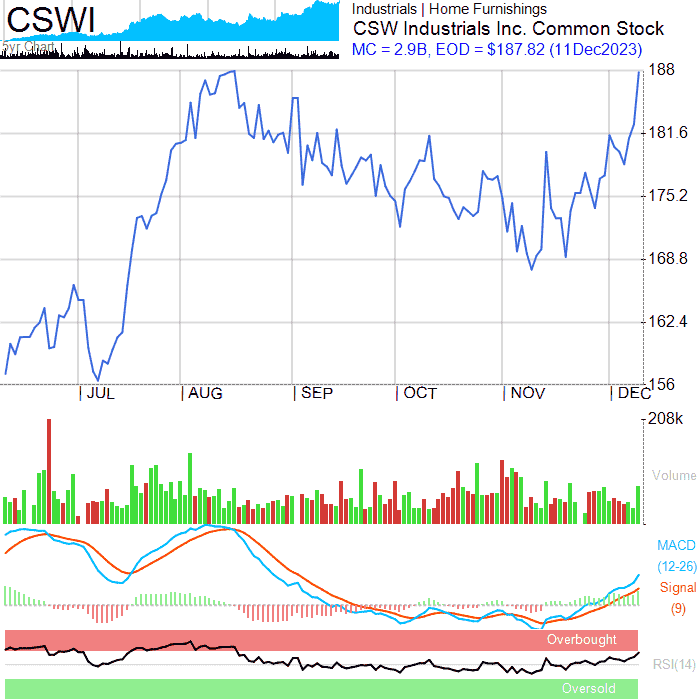 CSWI
5yr Chart
Industrials | Home Furnishings
CSW Industrials Inc. Common Stock
MC = 2.9B, EOD = $187.82 (11Dec2023)
188
181.6
175.2
168.8
162.4
156
JUL AUG SEP OCT NOV DEC
208k
Volume
MACD
(12-26)
Signal
(9)
Overbought
RSI(14)
Oversold